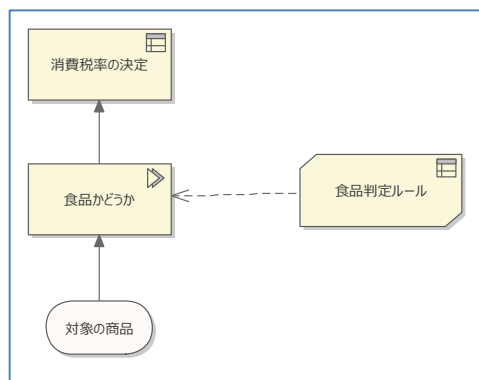 消費税率の決定
食品かどうか
食品判定ルール
対象の商品